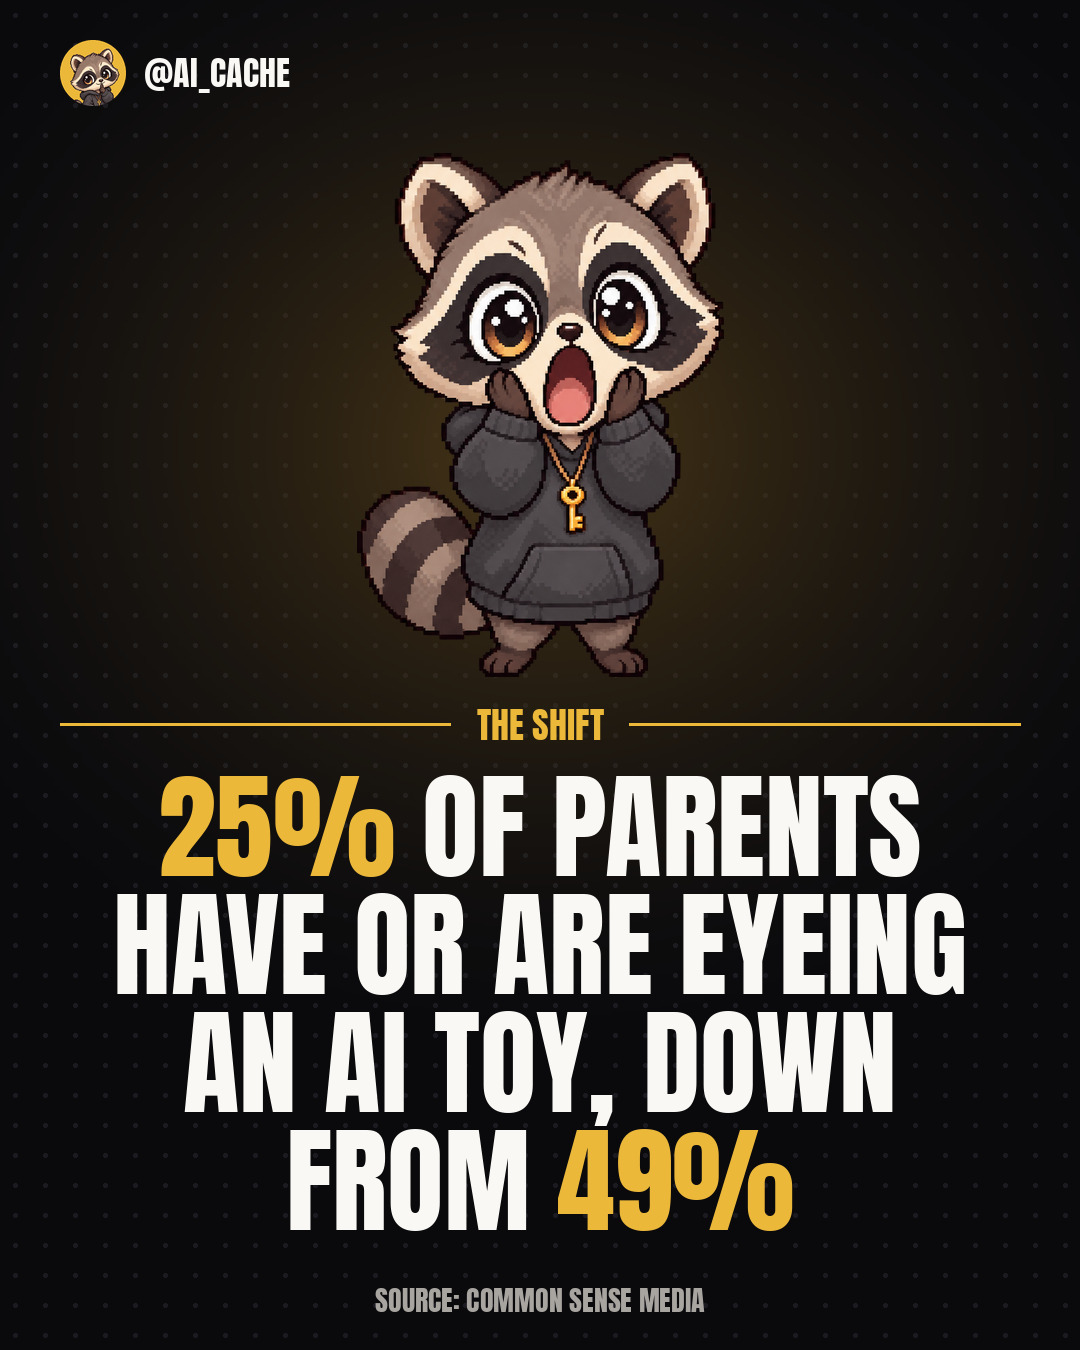 @AI_CACHE
THE SHIFT
25% OF PARENTS
HAVE OR ARE EYEING
AN AI TOY, DOWN
FROM 49%
SOURCE: COMMON SENSE MEDIA